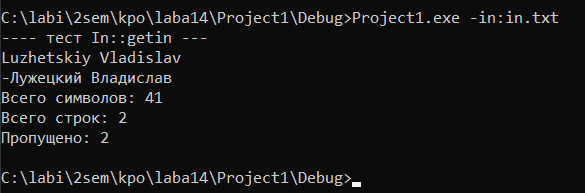 C:\labi\2sem\kpo\laba14\Project1\Debug>Project1.exe -in:in.txt
---- тест In::getin ---
Luzhetskiy Vladislav
-Лужецкий Владислав
Всего символов: 41
Всего строк: 2
Пропущено: 2
C:\labi\2sem\kpo\laba14\Project1\Debug>